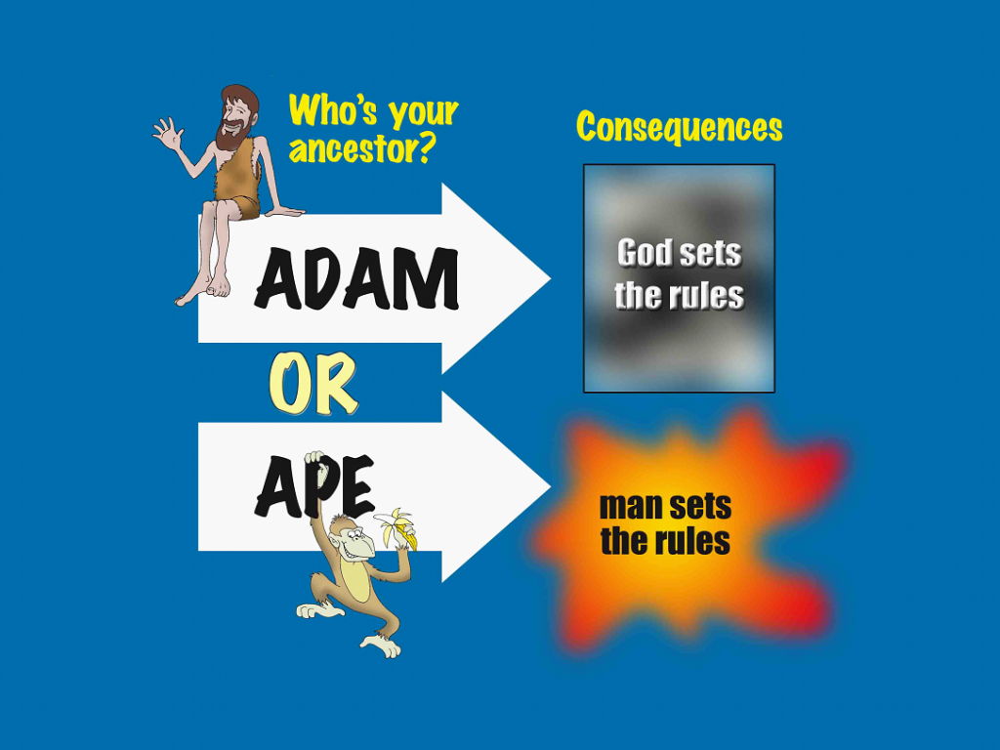 Who's your
ancestor?
Consequences
ADAM
God sets
the rules
OR
APE
man sets
the rules